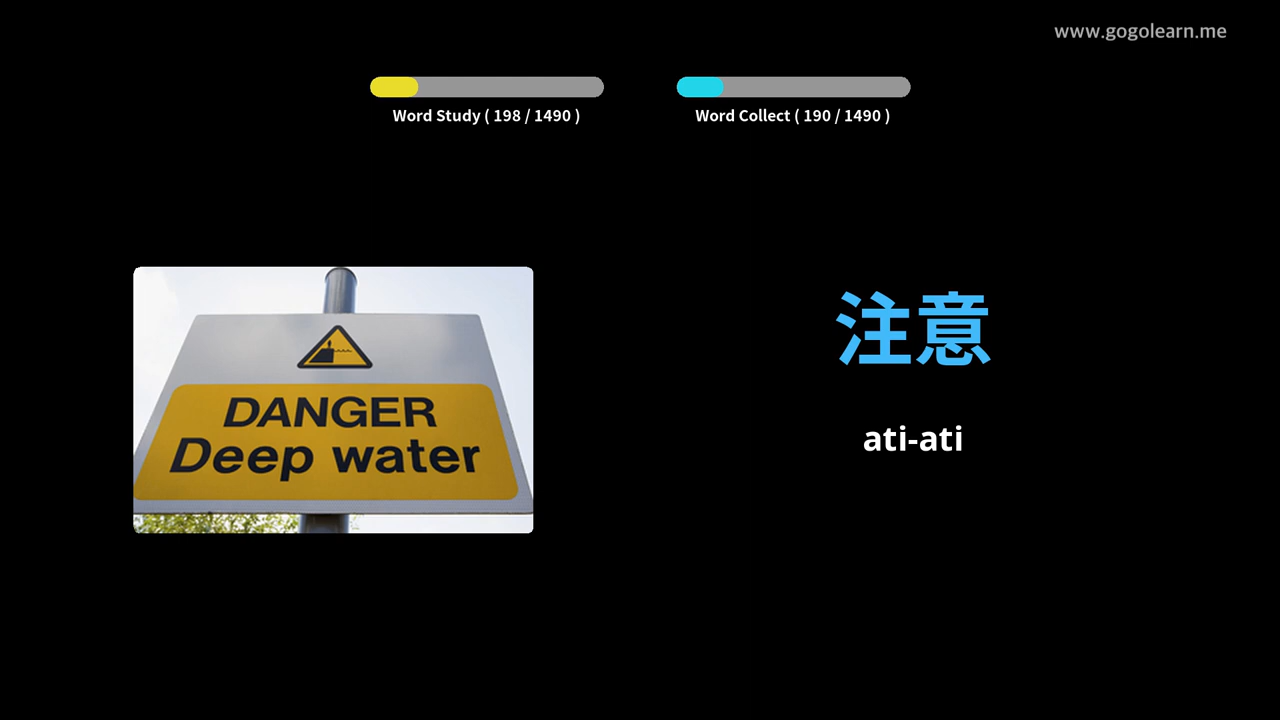 www.gogolearn.me
Word Study ( 198 / 1490 )
Word Collect ( 190 / 1490 )
DANGER
Deep water
注意
ati-ati